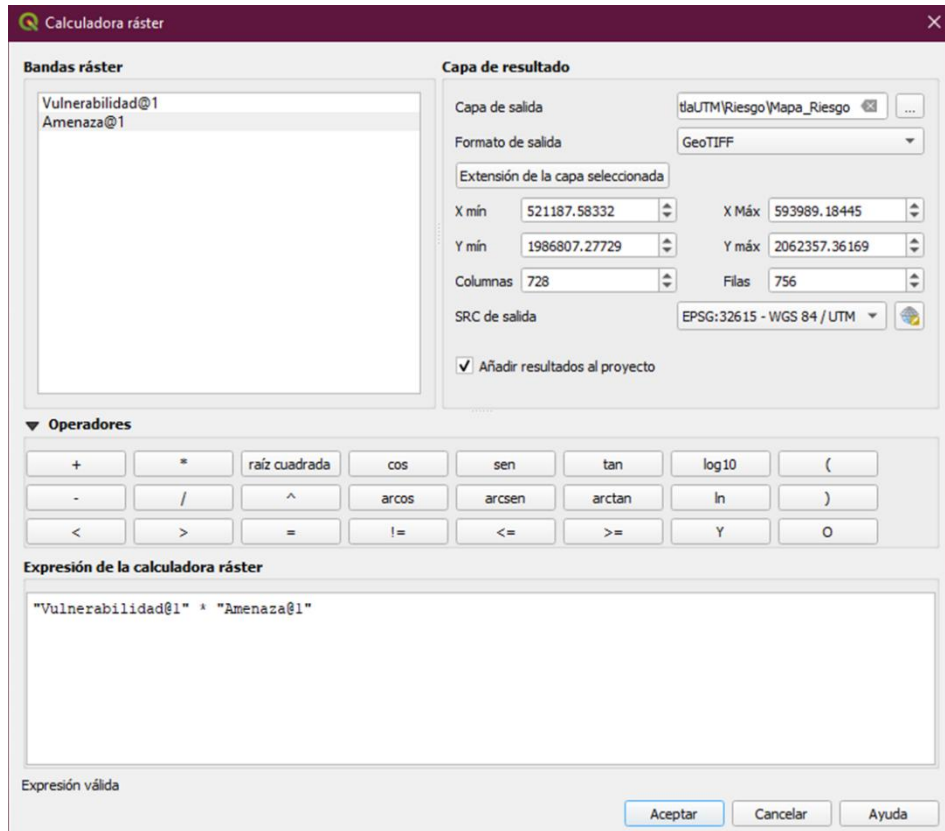 Calculadora ráster
Bandas ráster
Vulnerabilidad@1
Amenaza@1
Capa de resultado
Capa de salida tlaUTM\Riesgo\Mapa_Riesgo ...
Formato de salida GeoTIFF
Extensión de la capa seleccionada
X mín 521187.58332 X Máx 593989.18445
Y mín 1986807.27729 Y máx 2062357.36169
Columnas 728 Filas 756
SRC de salida EPSG:32615 - WGS 84 / UTM
Añadir resultados al proyecto
Operadores
+ * raíz cuadrada cos sen tan log10 (
- / ^ arcos arcsen arctan ln )
< > = != <= >= Y O
Expresión de la calculadora ráster
"Vulnerabilidad@1" * "Amenaza@1"
Expresión válida
Aceptar Cancelar Ayuda